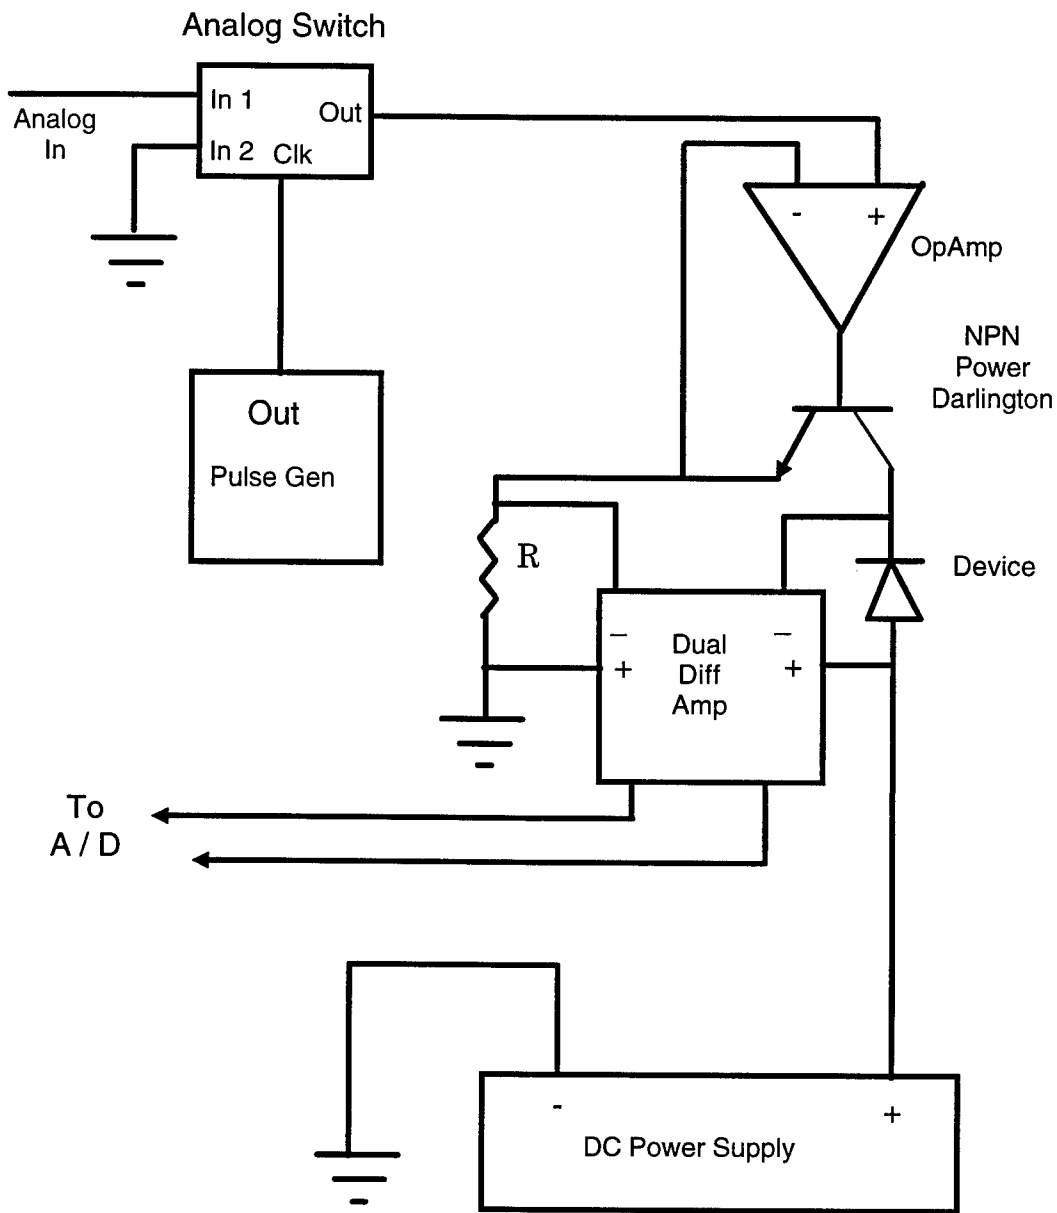 Analog Switch
In 1
Out
Analog
In
In 2 Clk
- +
OpAmp
NPN
Power
Darlington
Out
Pulse Gen
R
Device
− −
Dual
Diff
Amp
+ +
To
A / D
- +
DC Power Supply